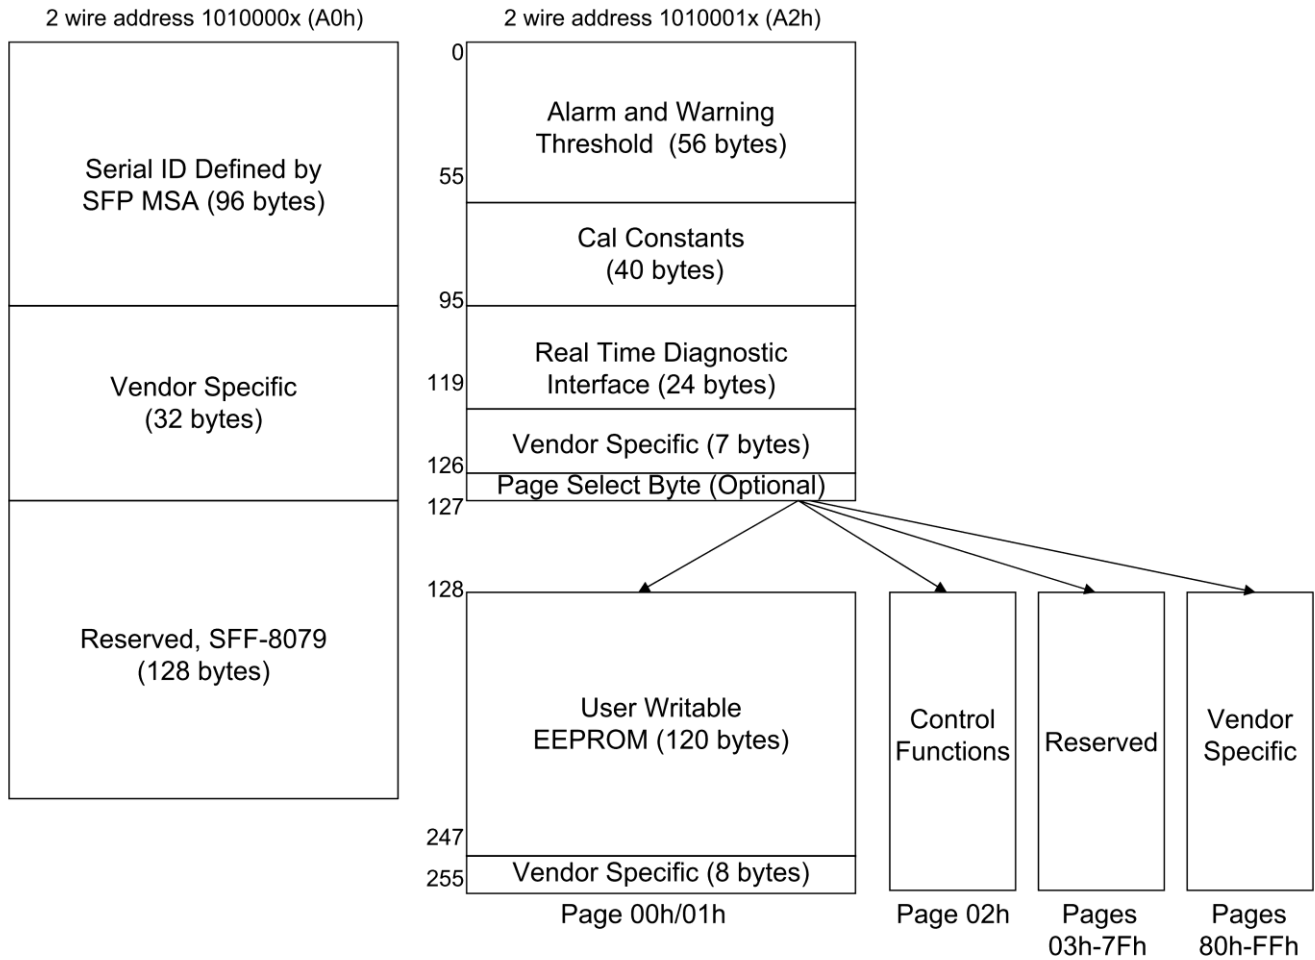 2 wire address 1010000x (A0h)
Serial ID Defined by
SFP MSA (96 bytes)
Vendor Specific
(32 bytes)
Reserved, SFF-8079
(128 bytes)
2 wire address 1010001x (A2h)
0
Alarm and Warning
Threshold (56 bytes)
55
Cal Constants
(40 bytes)
95
Real Time Diagnostic
Interface (24 bytes)
119
Vendor Specific (7 bytes)
126
Page Select Byte (Optional)
127
128
User Writable
EEPROM (120 bytes)
247
Vendor Specific (8 bytes)
255
Page 00h/01h
Control
Functions
Page 02h
Reserved
Pages
03h-7Fh
Vendor
Specific
Pages
80h-FFh